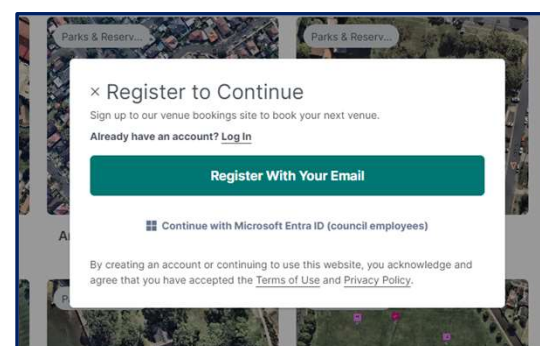 Parks & Reserv...
Parks & Reserv...
× Register to Continue
Sign up to our venue bookings site to book your next venue.
Already have an account? Log In
Register With Your Email
Continue with Microsoft Entra ID (council employees)
By creating an account or continuing to use this website, you acknowledge and
agree that you have accepted the Terms of Use and Privacy Policy.